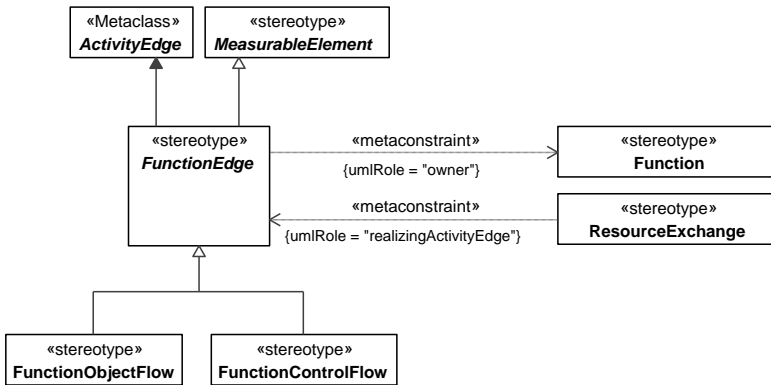 «Metaclass»
ActivityEdge
«stereotype»
MeasurableElement
«stereotype»
FunctionEdge
«metaconstraint»
{umlRole = "owner"}
«stereotype»
Function
«metaconstraint»
{umlRole = "realizingActivityEdge"}
«stereotype»
ResourceExchange
«stereotype»
FunctionObjectFlow
«stereotype»
FunctionControlFlow